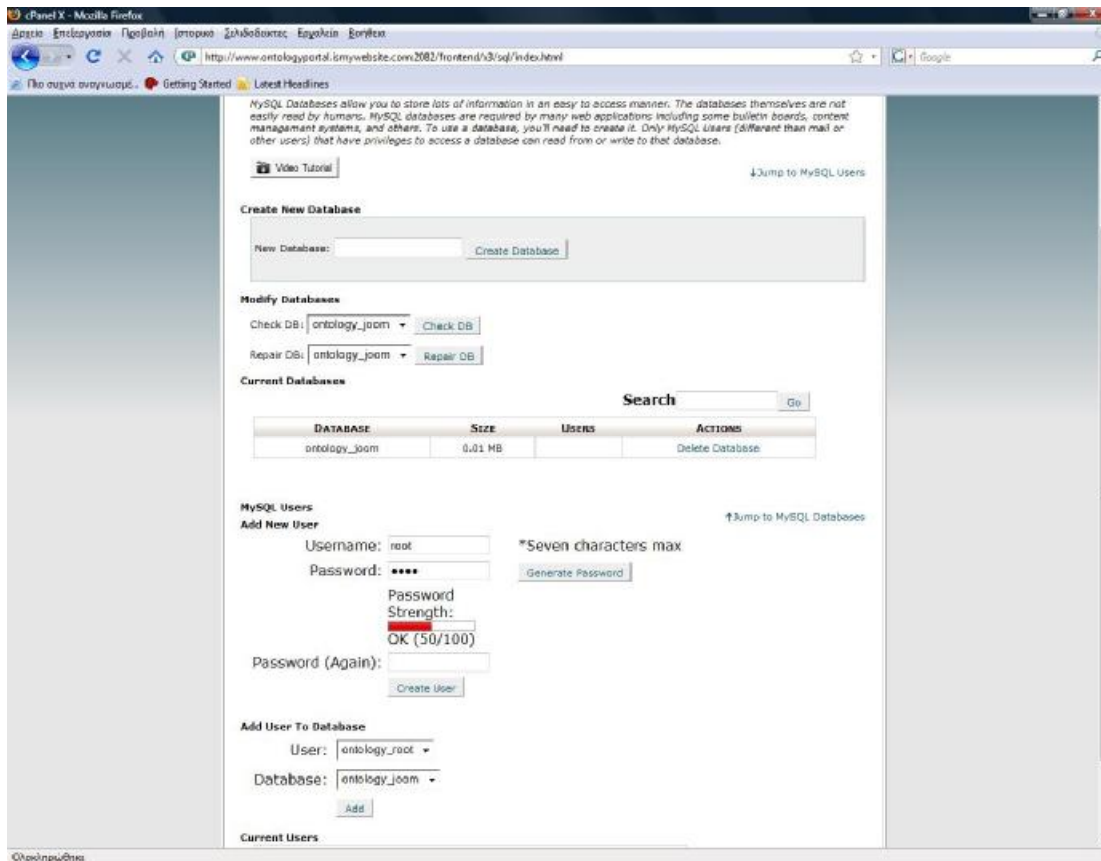 cPanel X - Mozilla Firefox
Αρχείο Επεξεργασία Προβολή Ιστορικό Σελιδοδείκτες Εργαλεία Βοήθεια
http://www.ontologyportal.ismywebsite.com:2082/frontend/x3/sql/index.html
Google
Πιο συχνά αναγνωσμέ.. Getting Started Latest Headlines
MySQL Databases allow you to store lots of information in an easy to access manner. The databases themselves are not
easily read by humans. MySQL databases are required by many web applications including some bulletin boards, content
management systems, and others. To use a database, you'll need to create it. Only MySQL Users (different than mail or
other users) that have privileges to access a database can read from or write to that database.
Video Tutorial
↓Jump to MySQL Users
Create New Database
New Database:
Create Database
Modify Databases
Check DB: ontology_joom Check DB
Repair DB: ontology_joom Repair DB
Current Databases
Search Go
DATABASE SIZE USERS ACTIONS
ontology_joom 0.01 MB Delete Database
MySQL Users
↑Jump to MySQL Databases
Add New User
Username: root *Seven characters max
Password: •••• Generate Password
Password
Strength:
OK (50/100)
Password (Again):
Create User
Add User To Database
User: ontology_root
Database: ontology_joom
Add
Current Users
Ολοκληρώθηκε